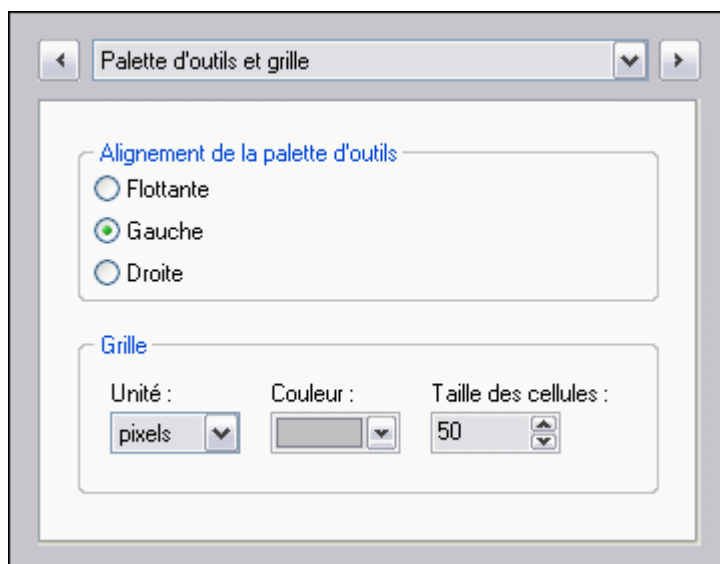 Palette d'outils et grille
Alignement de la palette d'outils
Flottante
Gauche
Droite
Grille
Unité : Couleur : Taille des cellules :
pixels 50